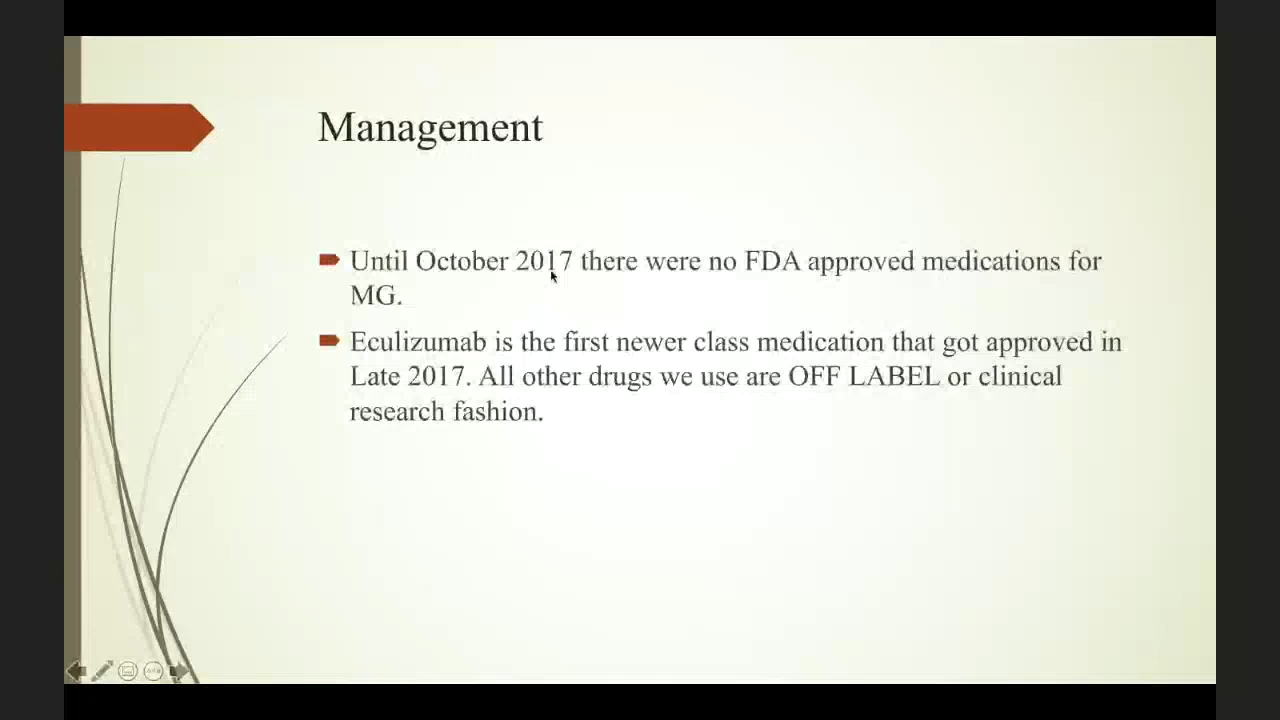 Management
Until October 2017 there were no FDA approved medications for
MG.
Eculizumab is the first newer class medication that got approved in
Late 2017. All other drugs we use are OFF LABEL or clinical
research fashion.